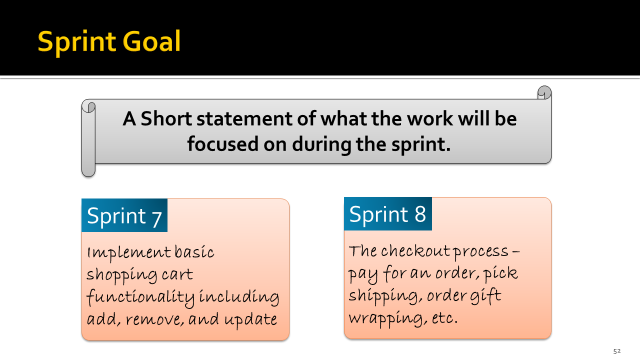 Sprint Goal
A Short statement of what the work will be
focused on during the sprint.
Sprint 7
Implement basic
shopping cart
functionality including
add, remove, and update
Sprint 8
The checkout process –
pay for an order, pick
shipping, order gift
wrapping, etc.
52